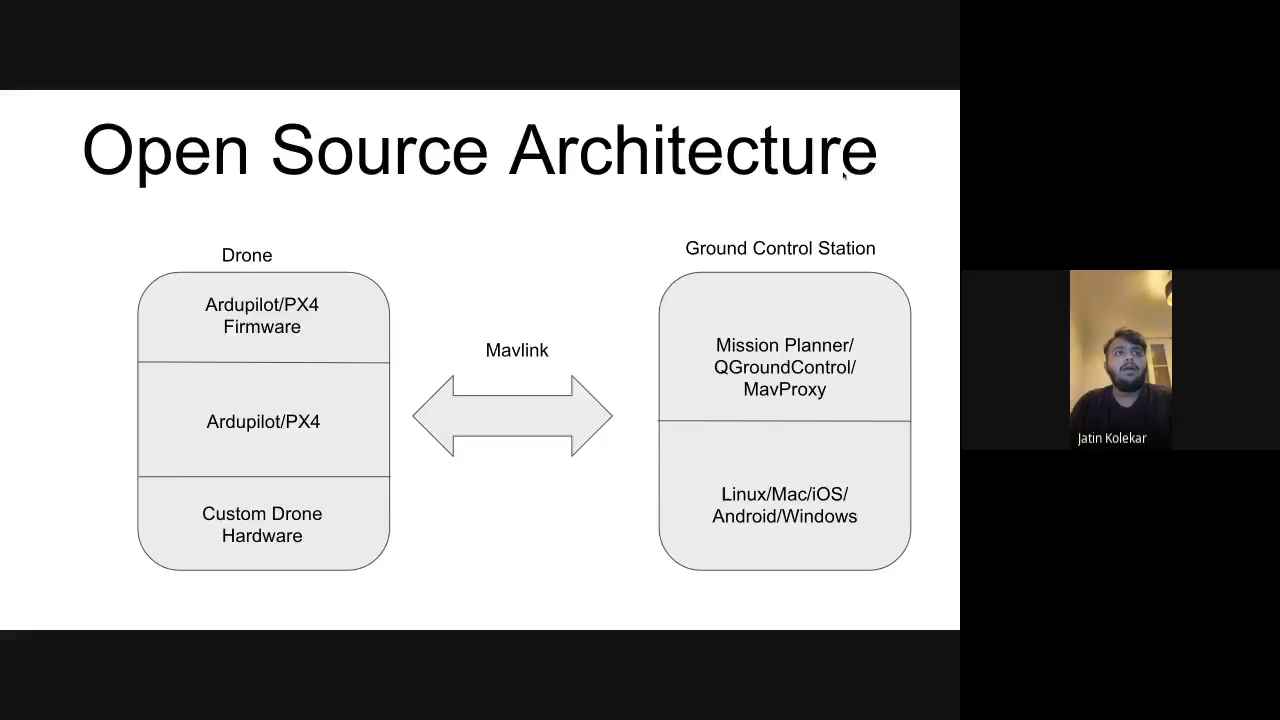 Open Source Architecture
Drone
Ardupilot/PX4
Firmware
Ardupilot/PX4
Custom Drone
Hardware
Mavlink
Ground Control Station
Mission Planner/
QGroundControl/
MavProxy
Linux/Mac/iOS/
Android/Windows
Jatin Kolekar